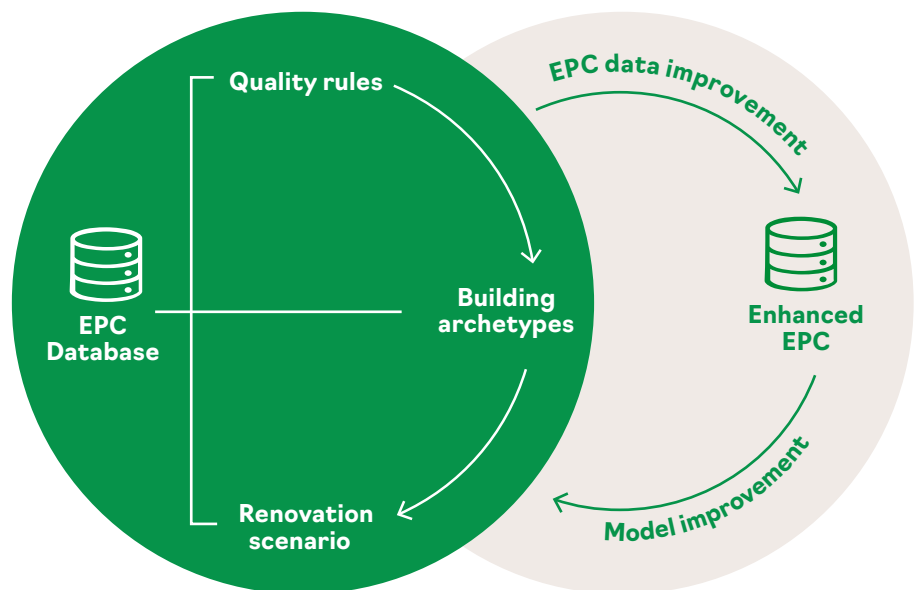 Quality rules
EPC data improvement
EPC
Database
Building
archetypes
Enhanced
EPC
Renovation
scenario
Model improvement